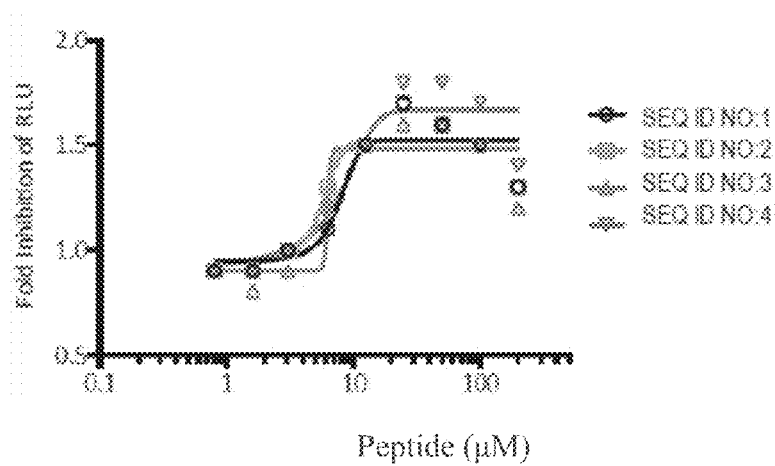 Fold Inhibition of RLU
2.0
1.5
1.0
0.5
0.1
1
10
100
Peptide (μM)
SEQ ID NO:1
SEQ ID NO:2
SEQ ID NO:3
SEQ ID NO:4